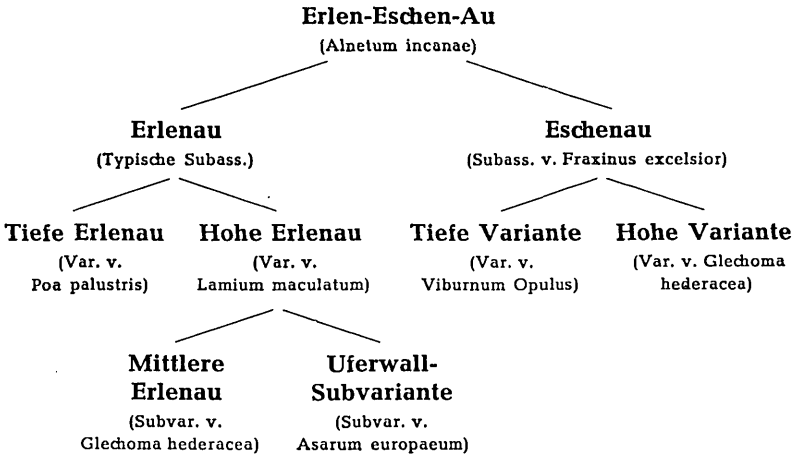 Erlen-Eschen-Au
(Alnetum incanae)
Erlenau
(Typische Subass.)
Eschenau
(Subass. v. Fraxinus excelsior)
Tiefe Erlenau
(Var. v.
Poa palustris)
Hohe Erlenau
(Var. v.
Lamium maculatum)
Tiefe Variante
(Var. v.
Viburnum Opulus)
Hohe Variante
(Var. v. Glechoma
hederacea)
Mittlere
Erlenau
(Subvar. v.
Glechoma hederacea)
Uferwall-
Subvariante
(Subvar. v.
Asarum europaeum)